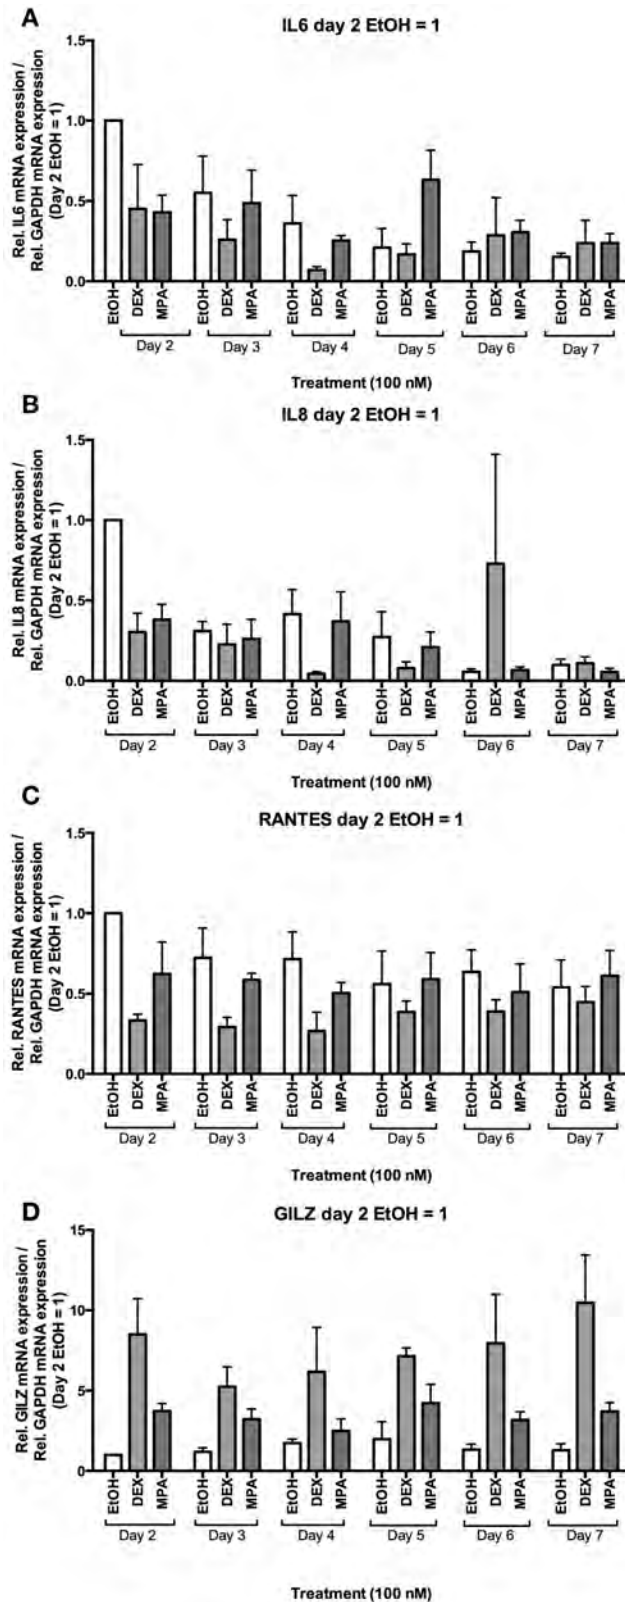 A
IL6 day 2 EtOH = 1
Rel. IL6 mRNA expression /
Rel. GAPDH mRNA expression
(Day 2 EtOH = 1)
1.5
1.0
0.5
0.0
EtOH DEX MPA EtOH DEX MPA EtOH DEX MPA EtOH DEX MPA EtOH DEX MPA EtOH DEX MPA
Day 2 Day 3 Day 4 Day 5 Day 6 Day 7
Treatment (100 nM)
B
IL8 day 2 EtOH = 1
Rel. IL8 mRNA expression /
Rel. GAPDH mRNA expression
(Day 2 EtOH = 1)
1.5
1.0
0.5
0.0
EtOH DEX MPA EtOH DEX MPA EtOH DEX MPA EtOH DEX MPA EtOH DEX MPA EtOH DEX MPA
Day 2 Day 3 Day 4 Day 5 Day 6 Day 7
Treatment (100 nM)
C
RANTES day 2 EtOH = 1
Rel. RANTES mRNA expression /
Rel. GAPDH mRNA expression
(Day 2 EtOH = 1)
1.5
1.0
0.5
0.0
EtOH DEX MPA EtOH DEX MPA EtOH DEX MPA EtOH DEX MPA EtOH DEX MPA EtOH DEX MPA
Day 2 Day 3 Day 4 Day 5 Day 6 Day 7
Treatment (100 nM)
D
GILZ day 2 EtOH = 1
Rel. GILZ mRNA expression /
Rel. GAPDH mRNA expression
(Day 2 EtOH = 1)
15
10
5
0
EtOH DEX MPA EtOH DEX MPA EtOH DEX MPA EtOH DEX MPA EtOH DEX MPA EtOH DEX MPA
Day 2 Day 3 Day 4 Day 5 Day 6 Day 7
Treatment (100 nM)